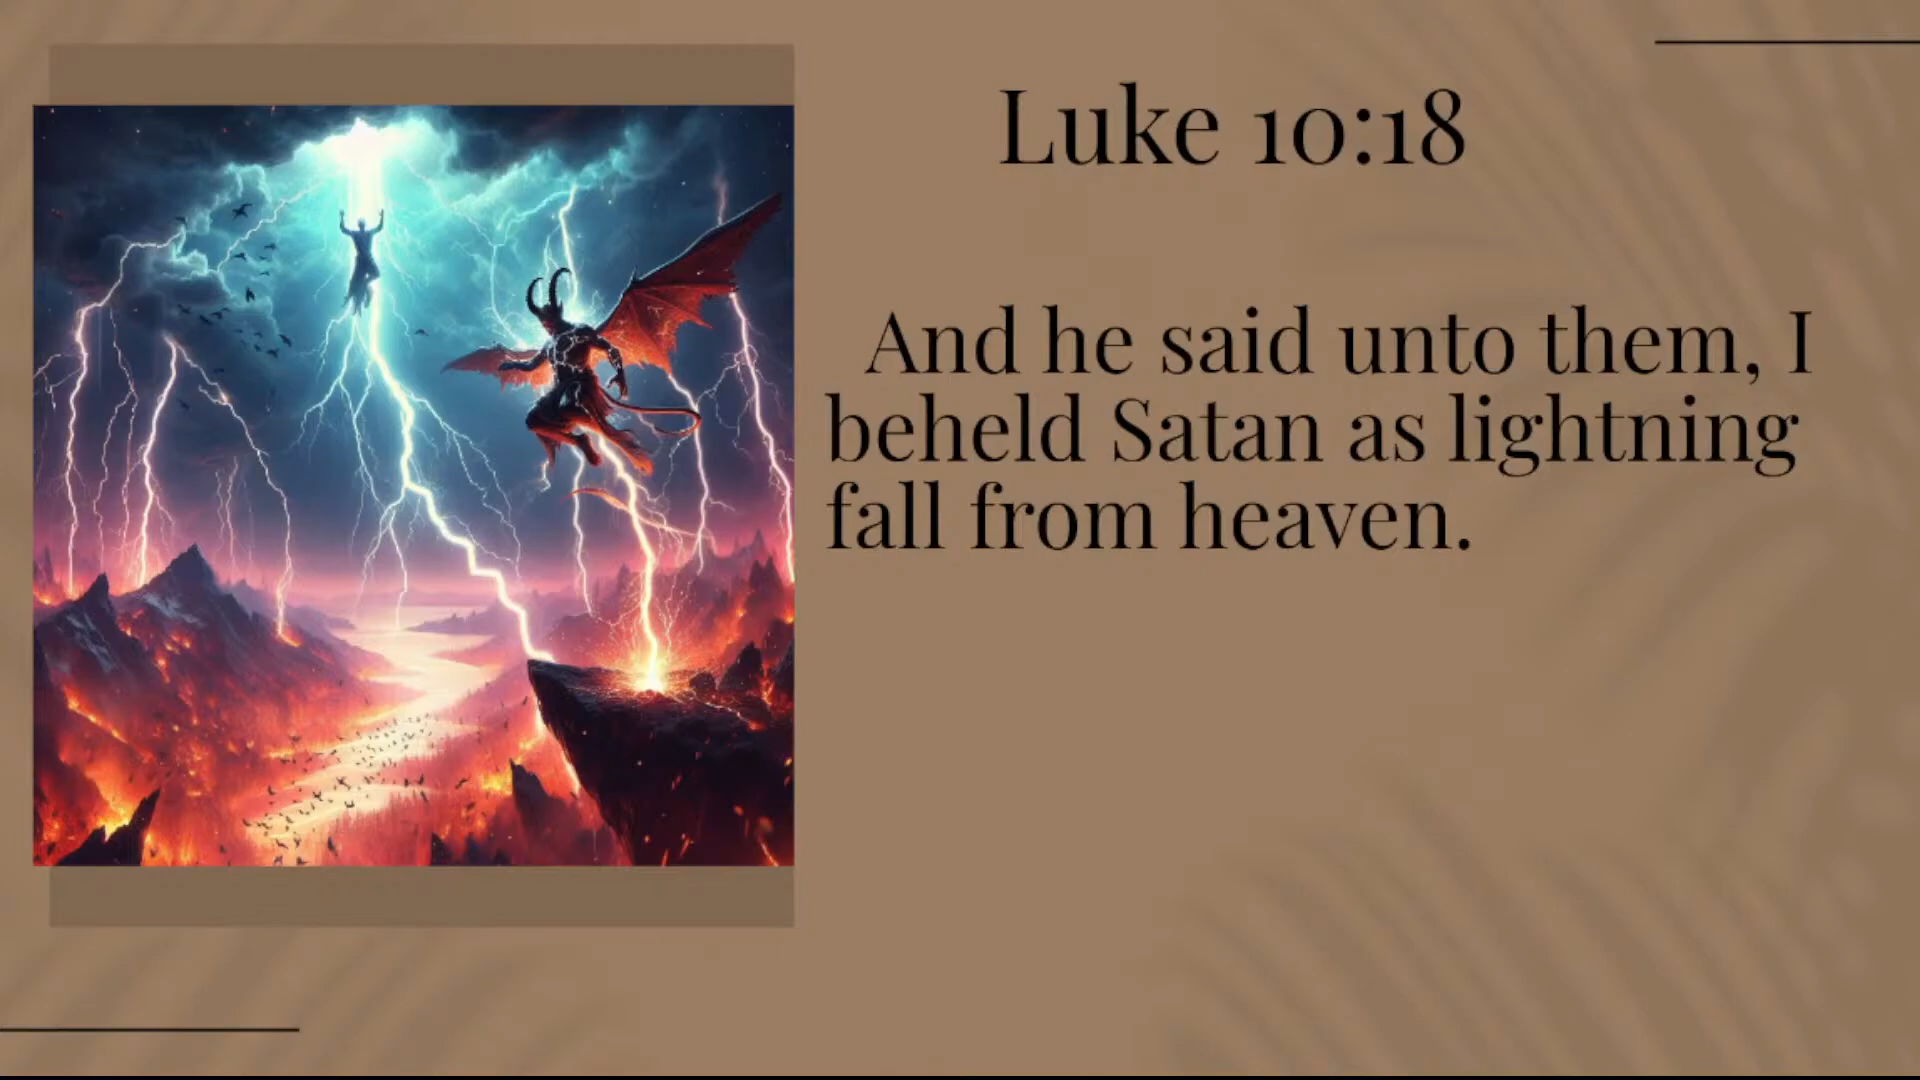 Luke 10:18
And he said unto them, I
beheld Satan as lightning
fall from heaven.